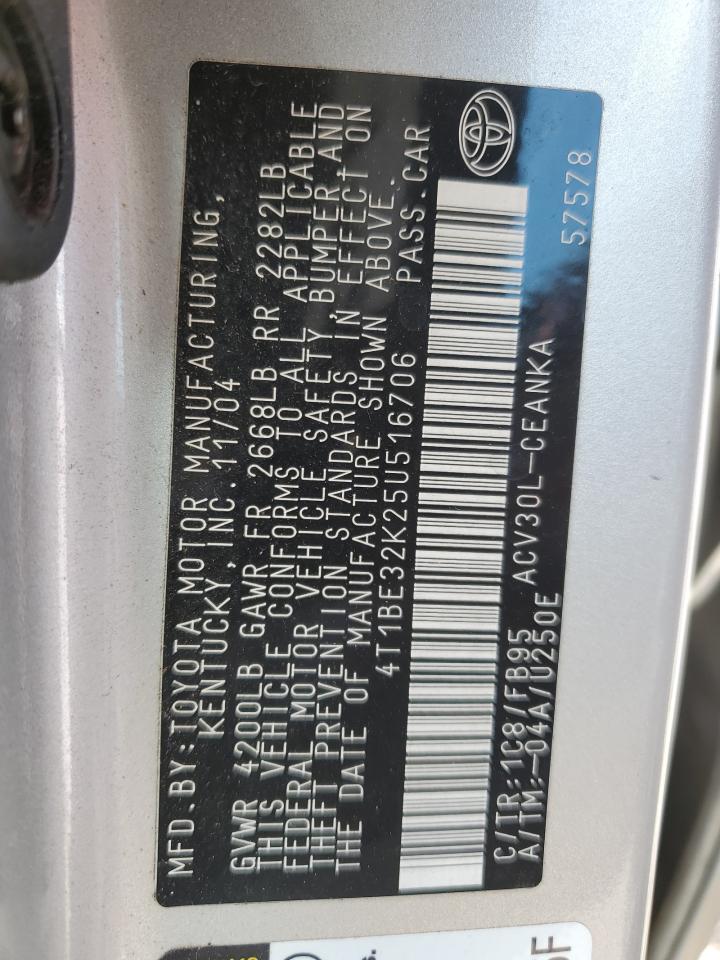 MFD.BY:TOYOTA MOTOR MANUFACTURING,
KENTUCKY,INC.11/04
GVWR 4200LB GAWR FR 2668LB RR 2282LB
THIS VEHICLE CONFORMS TO ALL APPLICABLE
FEDERAL MOTOR VEHICLE SAFETY, BUMPER,AND
THEFT PREVENTION STANDARDS IN EFFECT ON
THE DATE OF MANUFACTURE SHOWN ABOVE.
4T1BE32K25U516706 PASS.CAR
C/TR:1C8/FB95 ACV30L-CEANKA
A/TM:-04A/U250E
57578